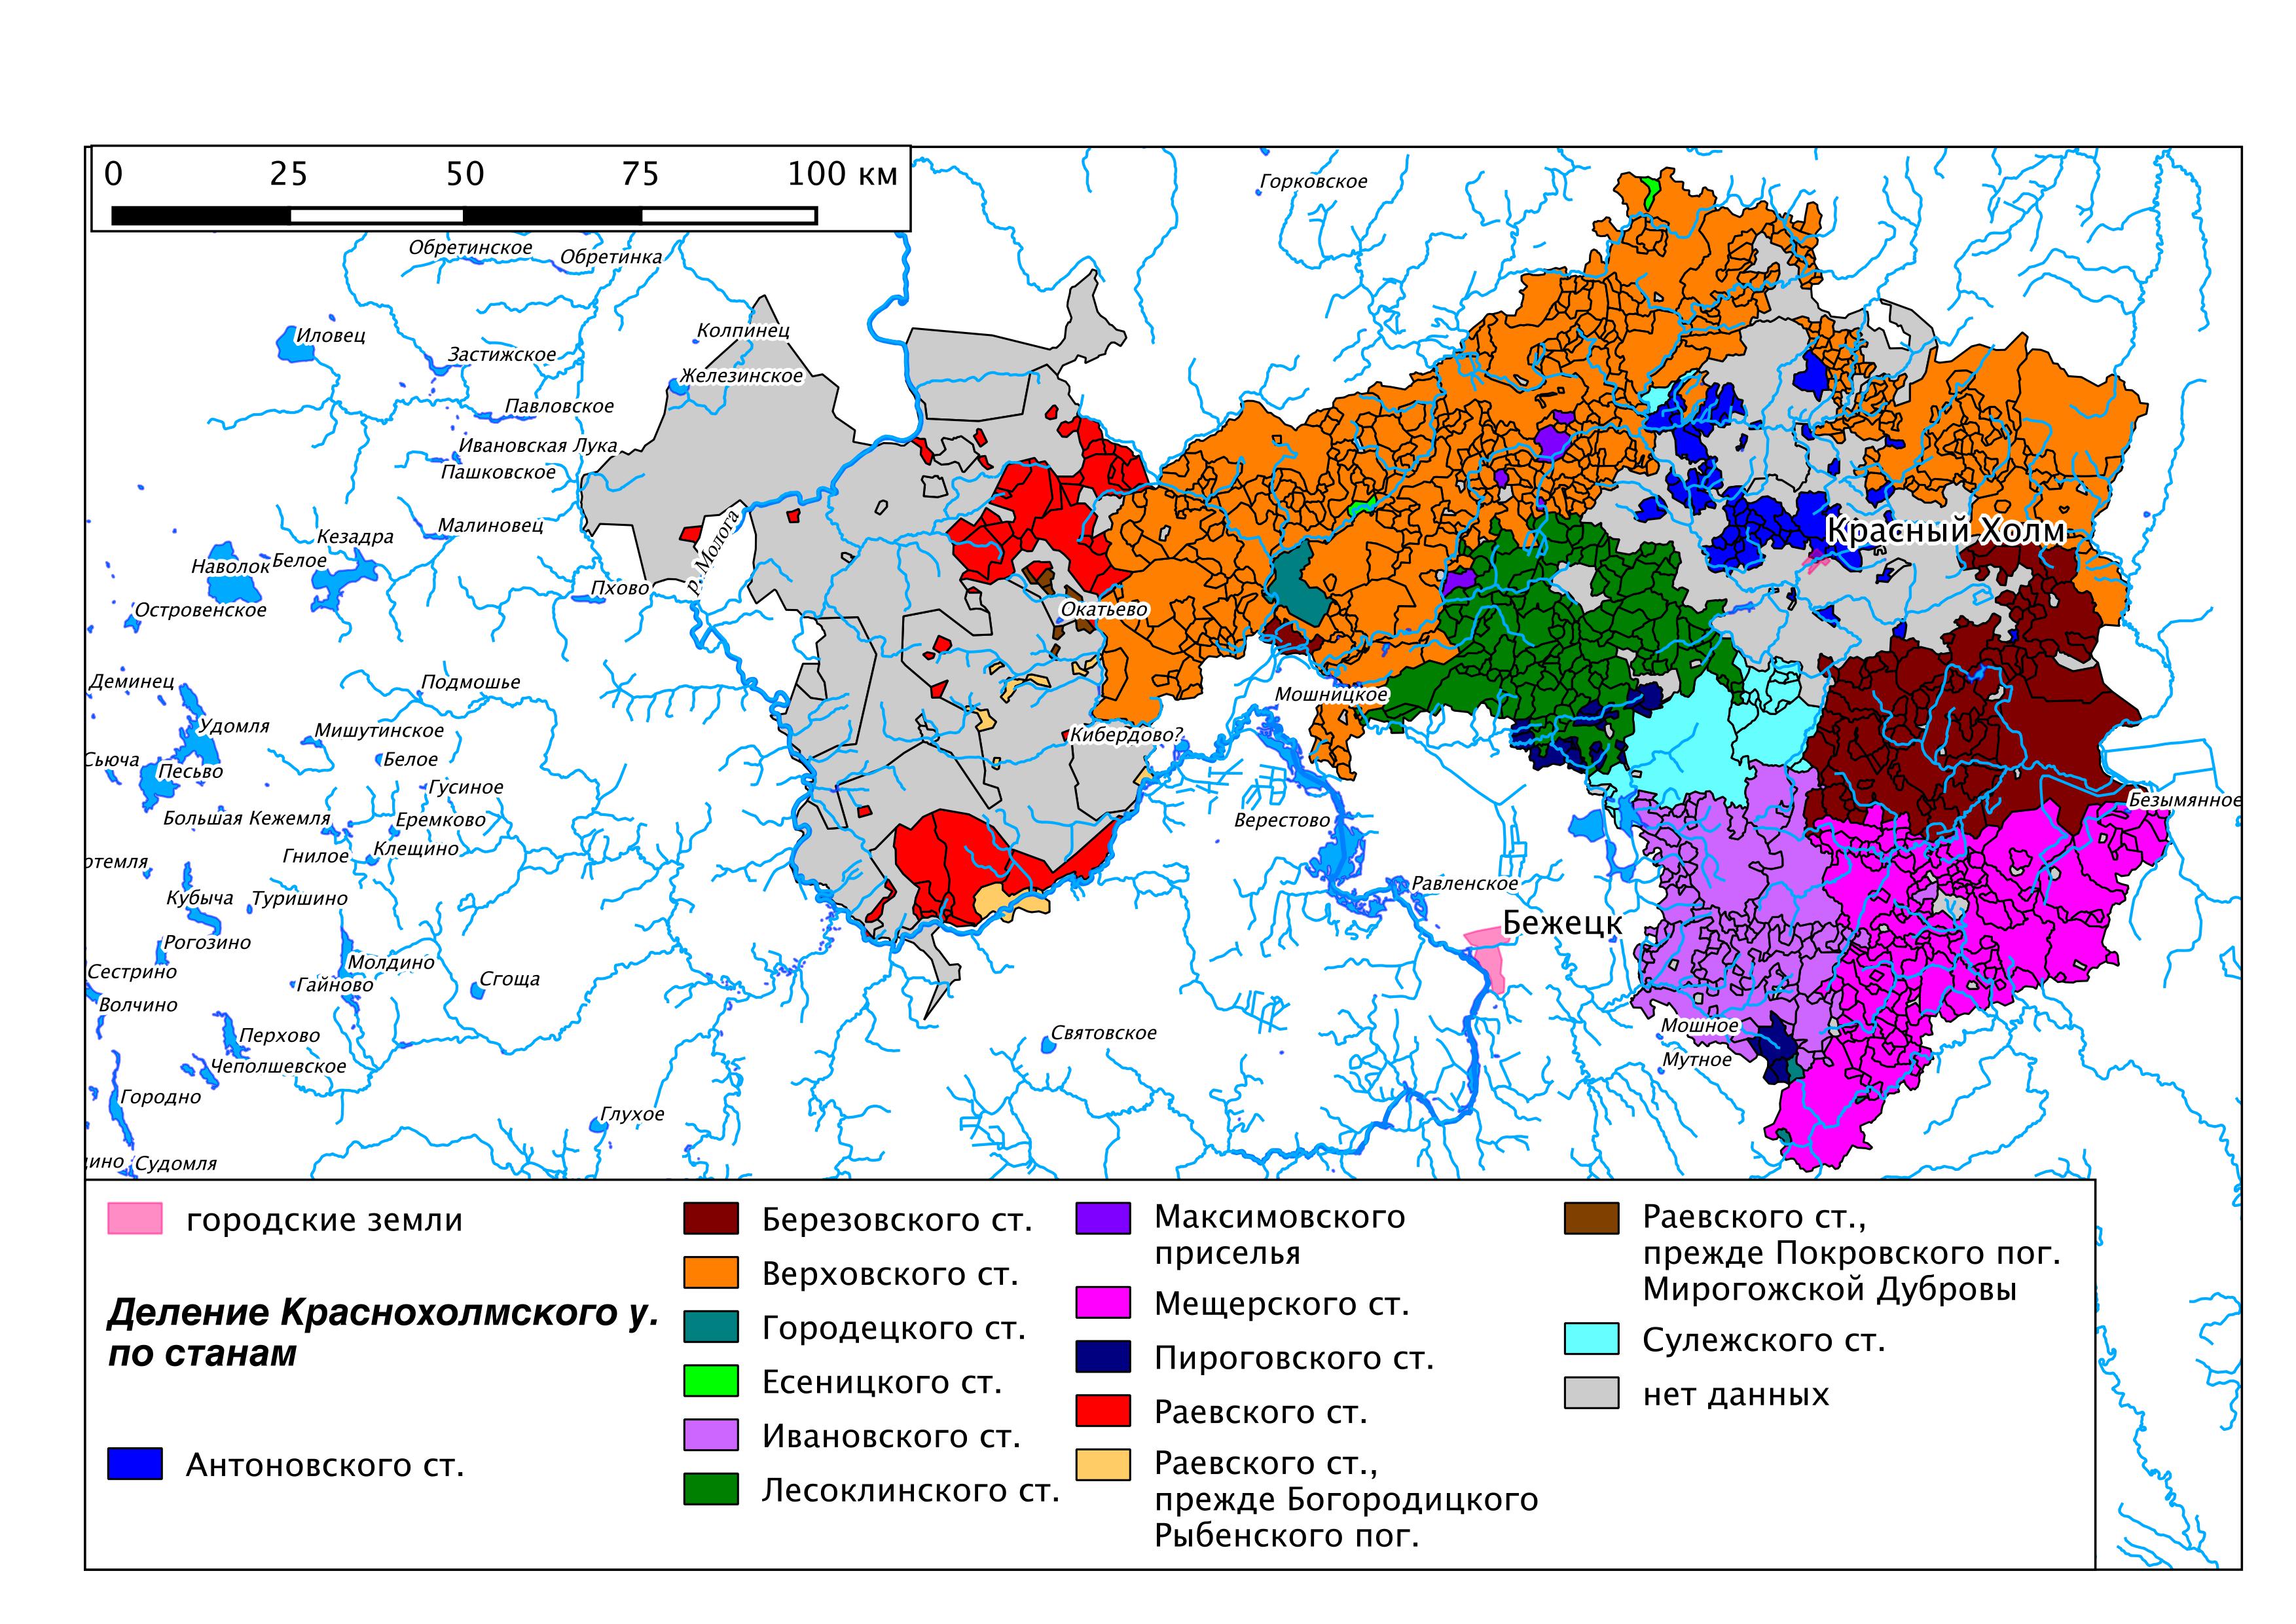 0 25 50 75 100 км
Горковское
Обретинское
Обретинка
Иловец
Колпинец
Застижское
Железинское
Павловское
Ивановская Лука
Пашковское
Малиновец
Кезадра
Красный Холм
Наволок
Белое
Пхово
р. Молога
Островенское
Окатьево
Деминец
Подмошье
Мошницкое
Удомля
Мишутинское
Кибердово?
Сьюча
Белое
Песьво
Гусиное
Безымянное
Большая Кежемля
Еремково
Верестово
Гнилое
Клещино
ртемля
Равленское
Кубыча
Туришино
Бежецк
Рогозино
Молдино
Сестрино
Гайново
Сгоща
Волчино
Мошное
Перхово
Святовское
Мутное
Чеполшевское
Городно
Глухое
ино
Судомля
городские земли
Деление Краснохолмского у.
по станам
Антоновского ст.
Березовского ст.
Верховского ст.
Городецкого ст.
Есеницкого ст.
Ивановского ст.
Лесоклинского ст.
Максимовского
приселья
Мещерского ст.
Пироговского ст.
Раевского ст.
Раевского ст.,
прежде Богородицкого
Рыбенского пог.
Раевского ст.,
прежде Покровского пог.
Мирогожской Дубровы
Сулежского ст.
нет данных